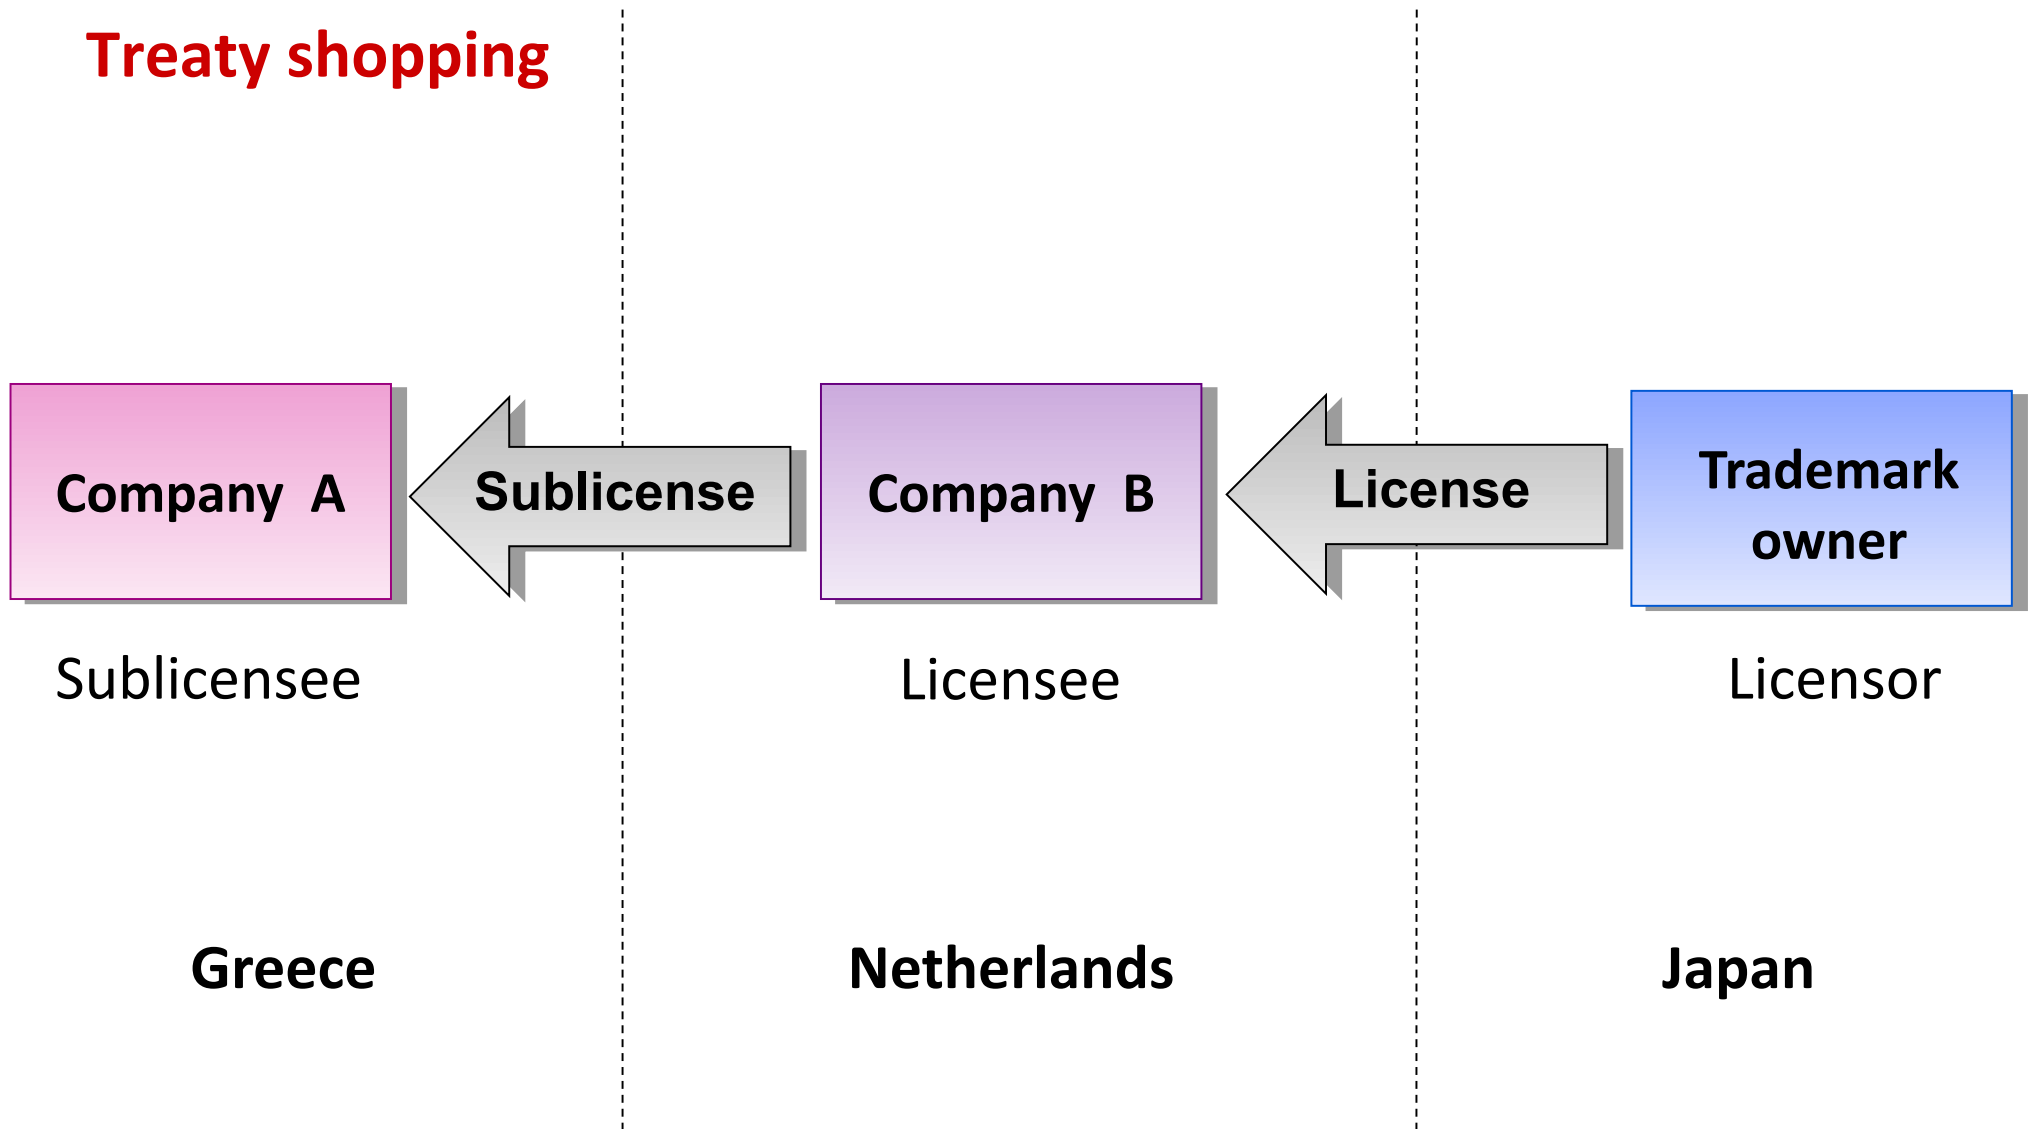 Treaty shopping
Company A
Sublicense
Company B
License
Trademark
owner
Sublicensee
Licensee
Licensor
Greece
Netherlands
Japan